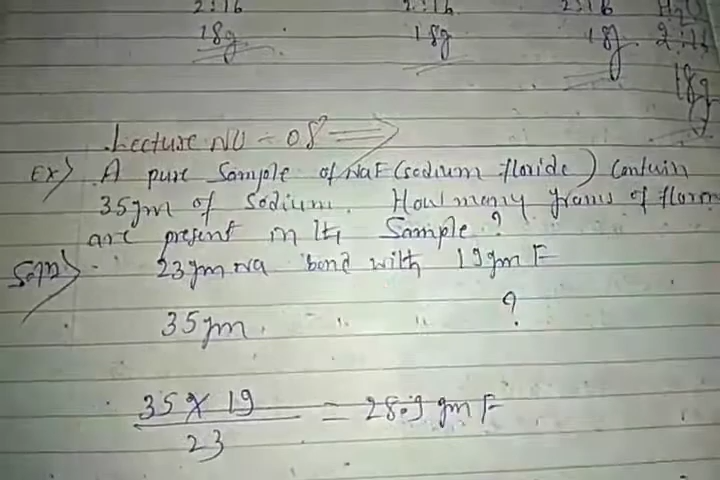 2:16 2:16 2:16 H2O
18g 18g 18g 2:16
18g
Lecture NO - 08
Ex) A pure Sample of NaF (Sodium floride) Contain
35gm of Sodium. How many grams of floron
are present in the Sample ?
Soln) 23gm Na bond with 19gm F
35gm. " " ?
35 X 19
23
= 28.9 gm F